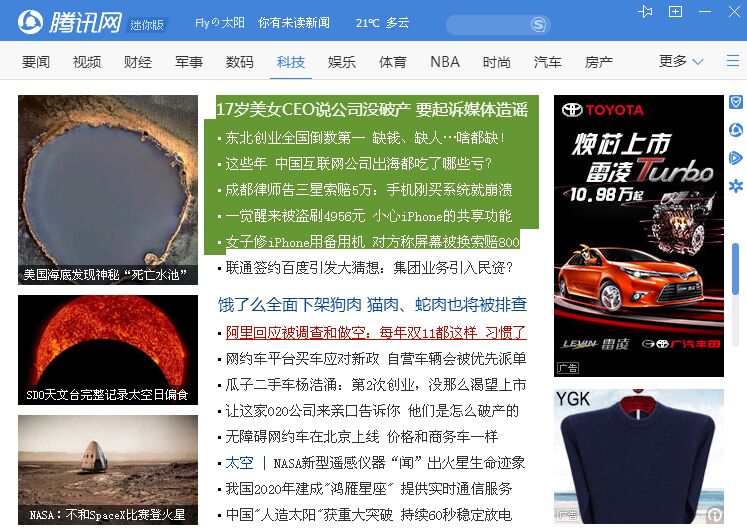 腾讯网 迷你版 Fly の 太阳 你有未读新闻 21℃ 多云
要闻 视频 财经 军事 数码 科技 娱乐 体育 NBA 时尚 汽车 房产 更多
美国海底发现神秘“死亡水池”
SDO天文台完整记录太空日偏食
NASA：不和SpaceX比赛登火星
17岁美女CEO说公司没破产 要起诉媒体造谣
东北创业全国倒数第一 缺钱、缺人…啥都缺!
这些年 中国互联网公司出海都吃了哪些亏?
成都律师告三星索赔5万：手机刚买系统就崩溃
一觉醒来被盗刷4956元 小心iPhone的共享功能
女子修iPhone用备用机 对方称屏幕被换索赔800
联通签约百度引发大猜想：集团业务引入民资?
饿了么全面下架狗肉 猫肉、蛇肉也将被排查
阿里回应被调查和做空：每年双11都这样 习惯了
网约车平台买车应对新政 自营车辆会被优先派单
瓜子二手车杨浩涌：第2次创业，没那么渴望上市
让这家O2O公司来亲口告诉你 他们是怎么破产的
无障碍网约车在北京上线 价格和商务车一样
太空 | NASA新型遥感仪器“闻”出火星生命迹象
我国2020年建成"鸿雁星座" 提供实时通信服务
中国"人造太阳"获重大突破 持续60秒稳定放电
TOYOTA
焕芯上市
雷凌Turbo
10.98万起
LEVIN 雷凌 广汽丰田
广告
YGK
广告